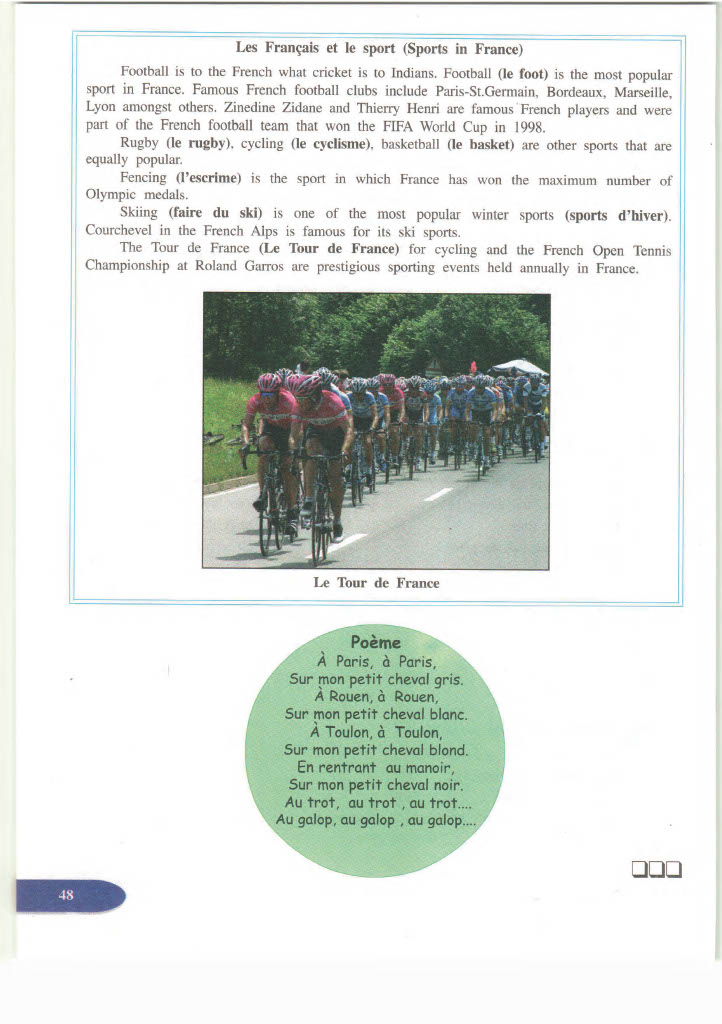 Les Français et le sport (Sports in France)
Football is to the French what cricket is to Indians. Football (le foot) is the most popular
sport in France. Famous French football clubs include Paris-St.Germain, Bordeaux, Marseille,
Lyon amongst others. Zinedine Zidane and Thierry Henri are famous French players and were
part of the French football team that won the FIFA World Cup in 1998.
Rugby (le rugby), cycling (le cyclisme), basketball (le basket) are other sports that are
equally popular.
Fencing (l'escrime) is the sport in which France has won the maximum number of
Olympic medals.
Skiing (faire du ski) is one of the most popular winter sports (sports d'hiver).
Courchevel in the French Alps is famous for its ski sports.
The Tour de France (Le Tour de France) for cycling and the French Open Tennis
Championship at Roland Garros are prestigious sporting events held annually in France.
Le Tour de France
Poème
À Paris, à Paris,
Sur mon petit cheval gris.
À Rouen, à Rouen,
Sur mon petit cheval blanc.
À Toulon, à Toulon,
Sur mon petit cheval blond.
En rentrant au manoir,
Sur mon petit cheval noir.
Au trot, au trot , au trot....
Au galop, au galop , au galop....
48